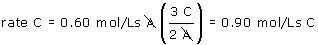 rate C = 0.60 mol/Ls A (3 C / 2 A) = 0.90 mol/Ls C